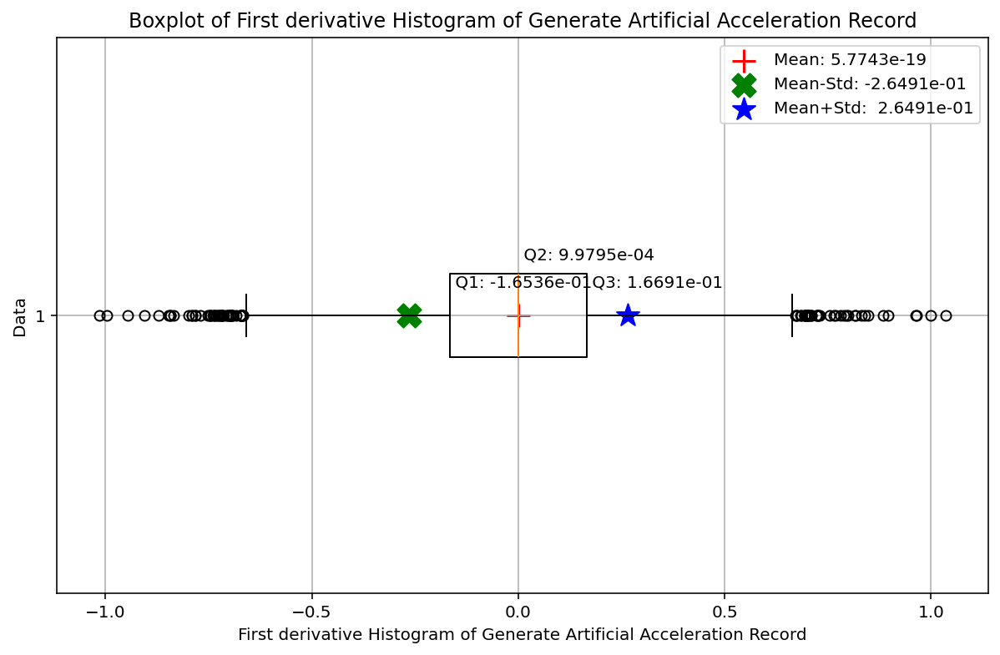 Boxplot of First derivative Histogram of Generate Artificial Acceleration Record
Mean: 5.7743e-19
Mean-Std: -2.6491e-01
Mean+Std:  2.6491e-01
Q2: 9.9795e-04
Q1: -1.6536e-01
Q3: 1.6691e-01
Data
1
−1.0
−0.5
0.0
0.5
1.0
First derivative Histogram of Generate Artificial Acceleration Record